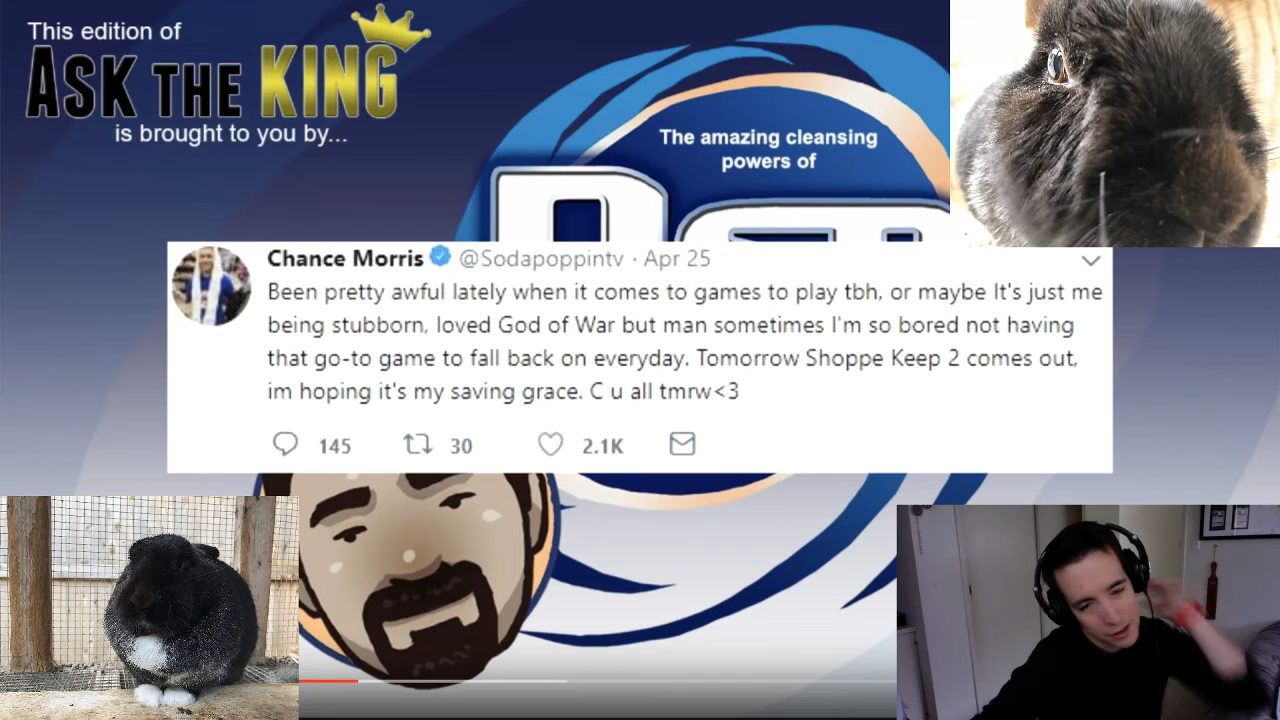 This edition of
ASK THE KING
is brought to you by...
The amazing cleansing
powers of
Chance Morris @Sodapoppintv · Apr 25
Been pretty awful lately when it comes to games to play tbh, or maybe It's just me
being stubborn, loved God of War but man sometimes I'm so bored not having
that go-to game to fall back on everyday. Tomorrow Shoppe Keep 2 comes out,
im hoping it's my saving grace. C u all tmrw<3
145 30 2.1K